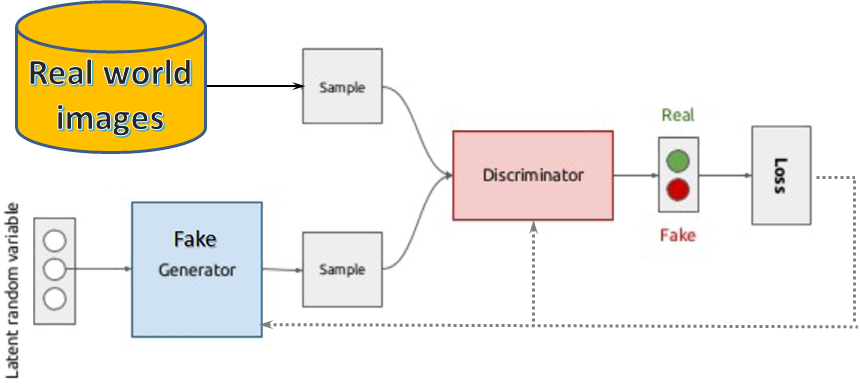 Real world
images
Sample
Real
Discriminator
Loss
Fake
Latent random variable
Fake
Generator
Sample